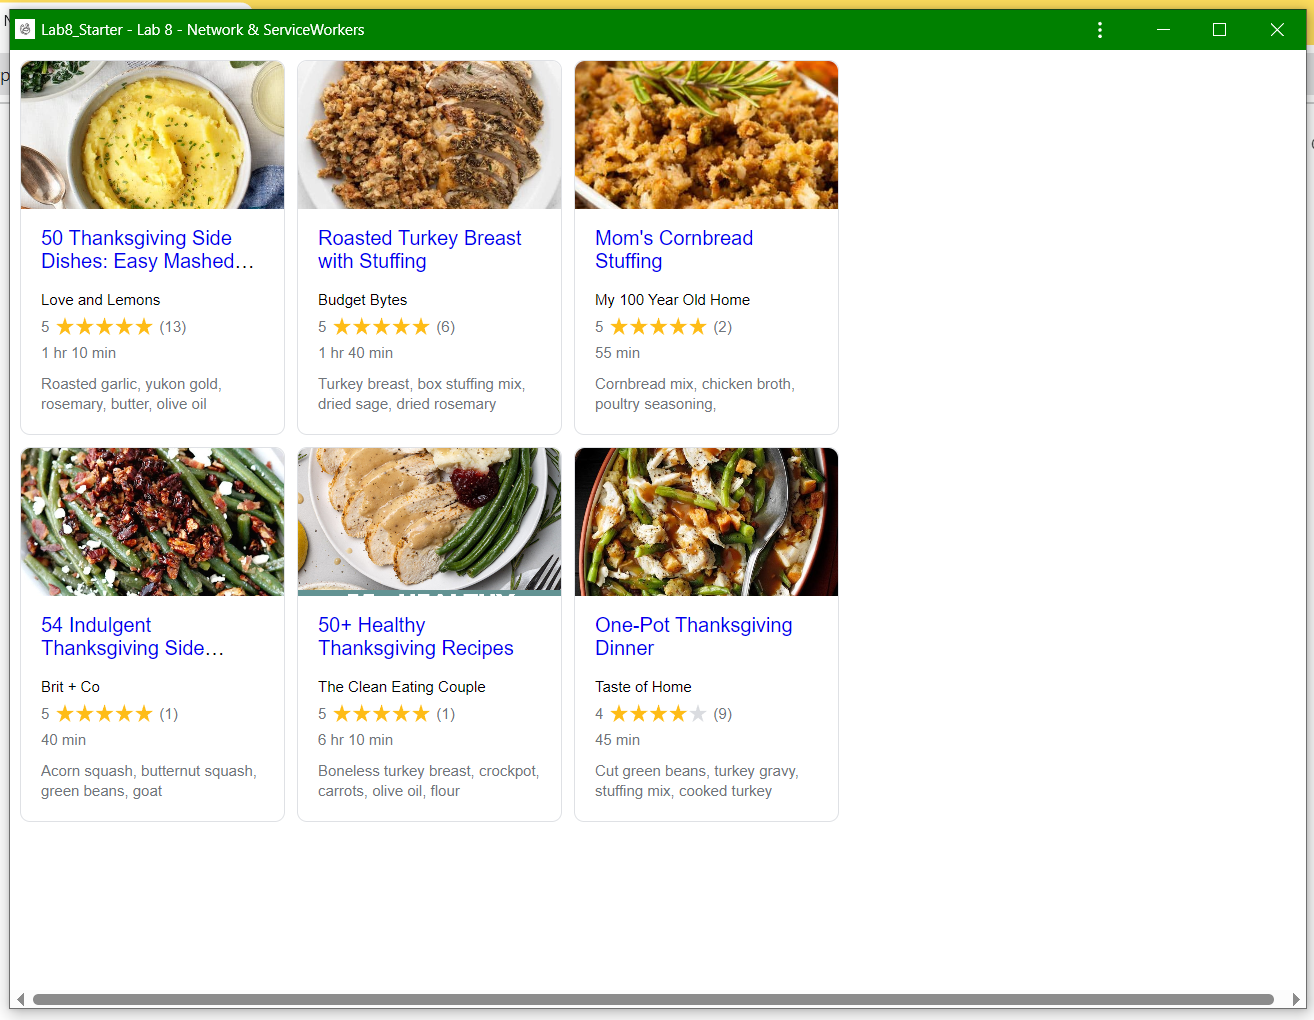 Lab8_Starter - Lab 8 - Network & ServiceWorkers
50 Thanksgiving Side
Dishes: Easy Mashed…
Love and Lemons
5 ★★★★★ (13)
1 hr 10 min
Roasted garlic, yukon gold,
rosemary, butter, olive oil
Roasted Turkey Breast
with Stuffing
Budget Bytes
5 ★★★★★ (6)
1 hr 40 min
Turkey breast, box stuffing mix,
dried sage, dried rosemary
Mom's Cornbread
Stuffing
My 100 Year Old Home
5 ★★★★★ (2)
55 min
Cornbread mix, chicken broth,
poultry seasoning,
54 Indulgent
Thanksgiving Side…
Brit + Co
5 ★★★★★ (1)
40 min
Acorn squash, butternut squash,
green beans, goat
50+ Healthy
Thanksgiving Recipes
The Clean Eating Couple
5 ★★★★★ (1)
6 hr 10 min
Boneless turkey breast, crockpot,
carrots, olive oil, flour
One-Pot Thanksgiving
Dinner
Taste of Home
4 ★★★★★ (9)
45 min
Cut green beans, turkey gravy,
stuffing mix, cooked turkey